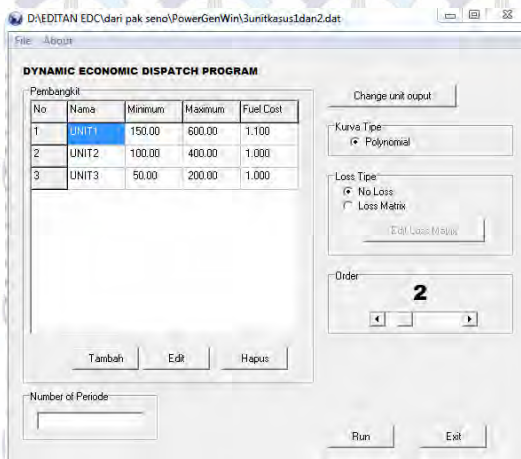 D:\EDITAN EDC\dari pak seno\PowerGenWin\3unitkasus1dan2.dat
File About
DYNAMIC ECONOMIC DISPATCH PROGRAM
Pembangkit
No Nama Minimum Maximum Fuel Cost
1 UNIT1 150.00 600.00 1.100
2 UNIT2 100.00 400.00 1.000
3 UNIT3 50.00 200.00 1.000
Tambah Edit Hapus
Number of Periode
Change unit ouput
Kurva Tipe
Polynomial
Loss Tipe
No Loss
Loss Matrix
Edit Loss Matrix
Order
2
Run Exit